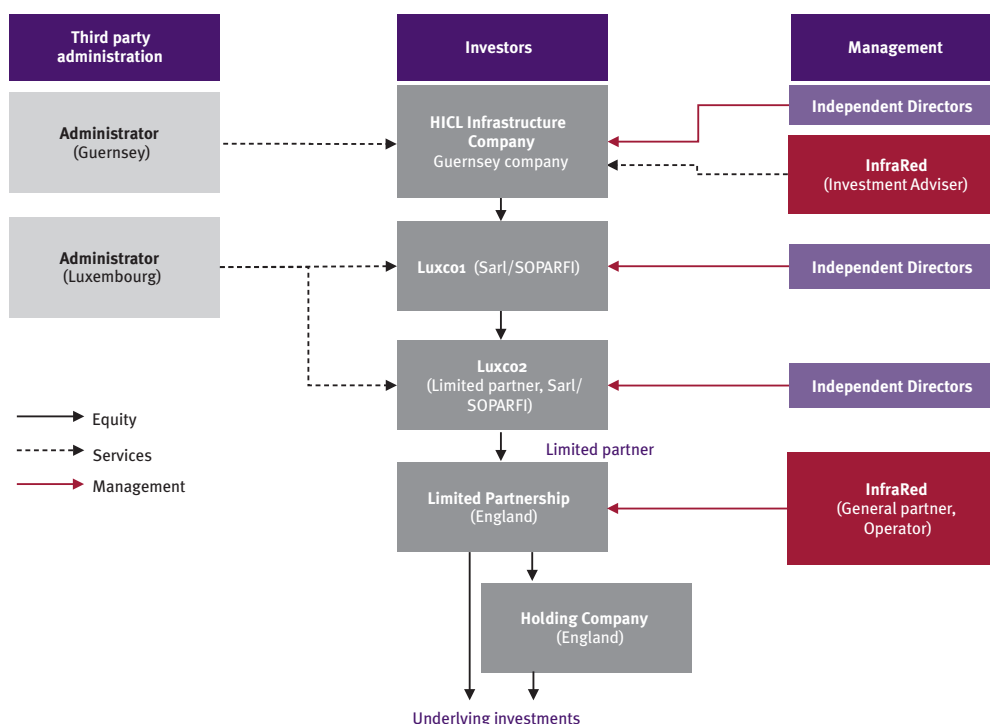 Third party
administration
Investors
Management
Administrator
(Guernsey)
HICL Infrastructure
Company
Guernsey company
Independent Directors
InfraRed
(Investment Adviser)
Administrator
(Luxembourg)
Luxco1 (Sarl/SOPARFI)
Independent Directors
Luxco2
(Limited partner, Sarl/
SOPARFI)
Independent Directors
Equity
Services
Management
Limited partner
Limited Partnership
(England)
InfraRed
(General partner,
Operator)
Holding Company
(England)
Underlying investments